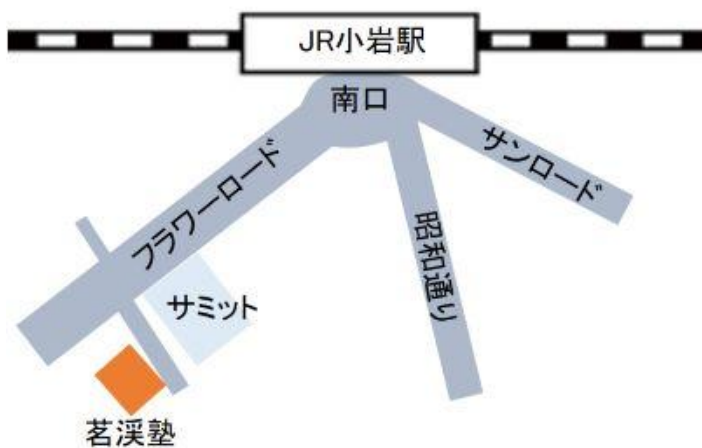 JR小岩駅
南口
フラワーロード
サンロード
昭和通り
サミット
茗渓塾